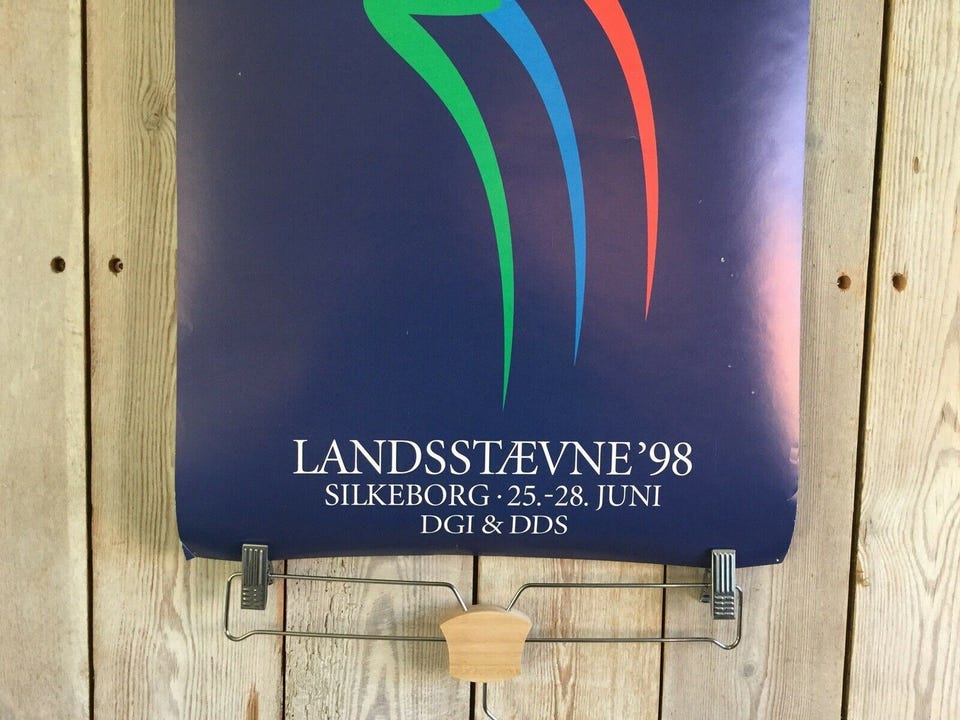 LANDSSTÆVNE’98
SILKEBORG · 25.-28. JUNI
DGI & DDS